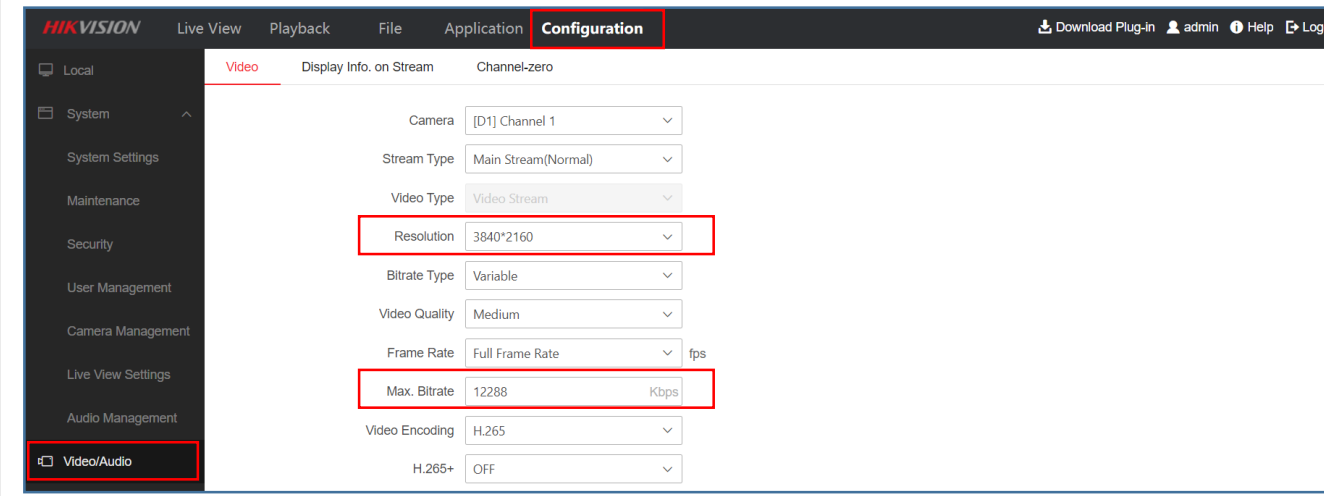 HIKVISION Live View Playback File Application Configuration Download Plug-in admin Help Log
Local
Video Display Info. on Stream Channel-zero
System
Camera [D1] Channel 1
System Settings
Stream Type Main Stream(Normal)
Maintenance
Video Type Video Stream
Security
Resolution 3840*2160
User Management
Bitrate Type Variable
Video Quality Medium
Camera Management
Frame Rate Full Frame Rate fps
Live View Settings
Max. Bitrate 12288 Kbps
Audio Management
Video Encoding H.265
Video/Audio
H.265+ OFF